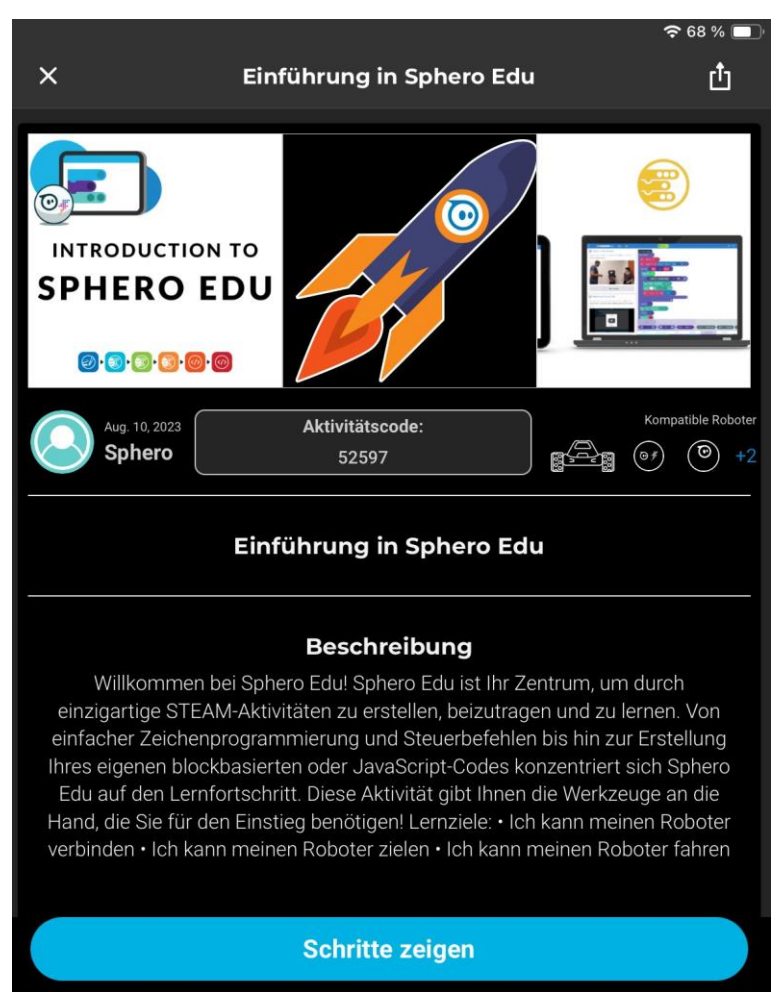 68 %
Einführung in Sphero Edu
INTRODUCTION TO
SPHERO EDU
Aug. 10, 2023
Sphero
Aktivitätscode:
52597
Kompatible Roboter
+2
Einführung in Sphero Edu
Beschreibung
Willkommen bei Sphero Edu! Sphero Edu ist Ihr Zentrum, um durch
einzigartige STEAM-Aktivitäten zu erstellen, beizutragen und zu lernen. Von
einfacher Zeichenprogrammierung und Steuerbefehlen bis hin zur Erstellung
Ihres eigenen blockbasierten oder JavaScript-Codes konzentriert sich Sphero
Edu auf den Lernfortschritt. Diese Aktivität gibt Ihnen die Werkzeuge an die
Hand, die Sie für den Einstieg benötigen! Lernziele: • Ich kann meinen Roboter
verbinden • Ich kann meinen Roboter zielen • Ich kann meinen Roboter fahren
Schritte zeigen